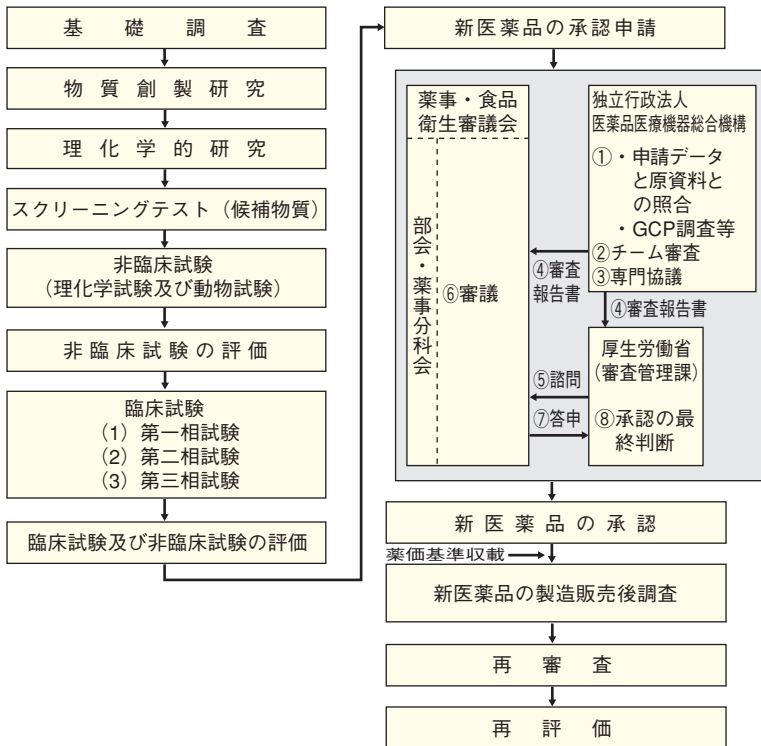 基礎調査
物質創製研究
理化学的研究
スクリーニングテスト（候補物質）
非臨床試験
（理化学試験及び動物試験）
非臨床試験の評価
臨床試験
（1）第一相試験
（2）第二相試験
（3）第三相試験
臨床試験及び非臨床試験の評価
新医薬品の承認申請
薬事・食品
衛生審議会
部会・薬事分科会
⑥審議
独立行政法人
医薬品医療機器総合機構
①・申請データ
と原資料と
の照合
・GCP調査等
②チーム審査
③専門協議
④審査
報告書
④審査報告書
厚生労働省
（審査管理課）
⑤諮問
⑦答申
⑧承認の最
終判断
新医薬品の承認
薬価基準収載
新医薬品の製造販売後調査
再審査
再評価